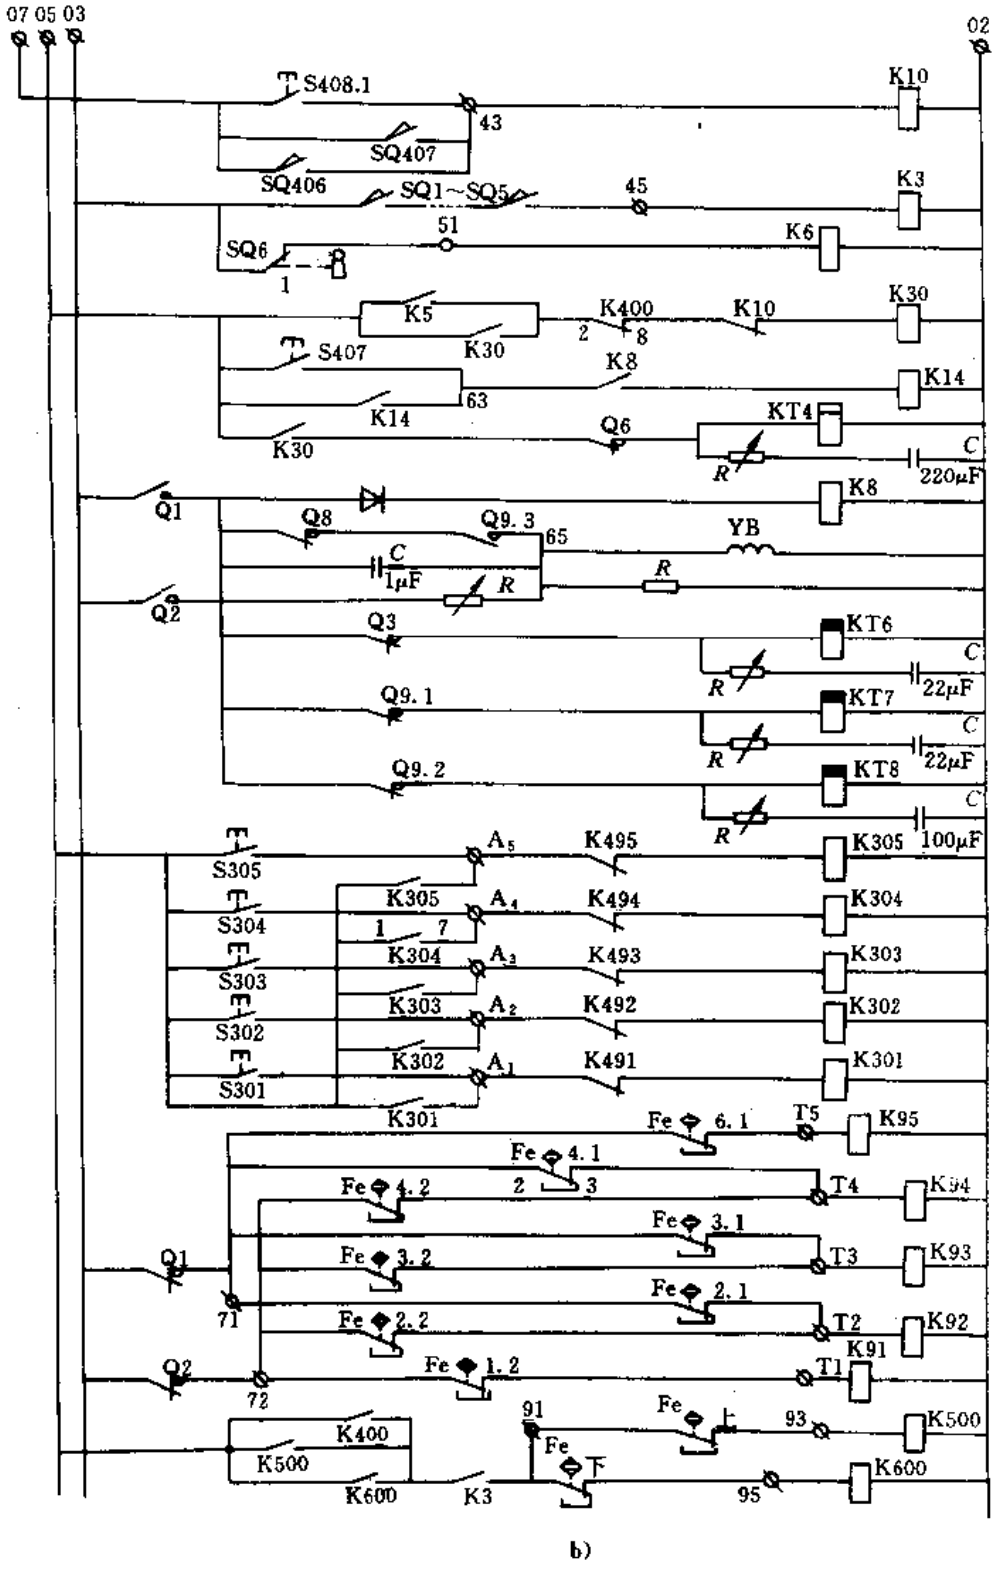 07 05 03 02
S408.1 K10
43
SQ407
SQ406
SQ1～SQ5 45 K3
51
SQ6 K6
1
K5 K400 K10 K30
2 8
K30
S407 K8 K14
63
K14 KT4
K30 Q6
R C
220μF
Q1 K8
Q8 Q9.3 65 YB
C
1μF R R
Q2
Q3 KT6
R C
22μF
Q9.1 KT7
R C
22μF
Q9.2 KT8
R C
100μF
S305 A5 K495 K305
K305
S304 A4 K494 K304
1 7
K304
S303 A3 K493 K303
K303
S302 A2 K492 K302
K302
S301 A1 K491 K301
K301
Fe 6.1 T5 K95
Fe 4.1
2 3
Fe 4.2 T4 K94
Fe 3.1
Q1 Fe 3.2 T3 K93
71 Fe 2.1
Fe 2.2 T2 K92
Q2 Fe 1.2 T1 K91
72
K400 91 Fe 上 93 K500
K500 Fe 下
K600 K3 95 K600
b)